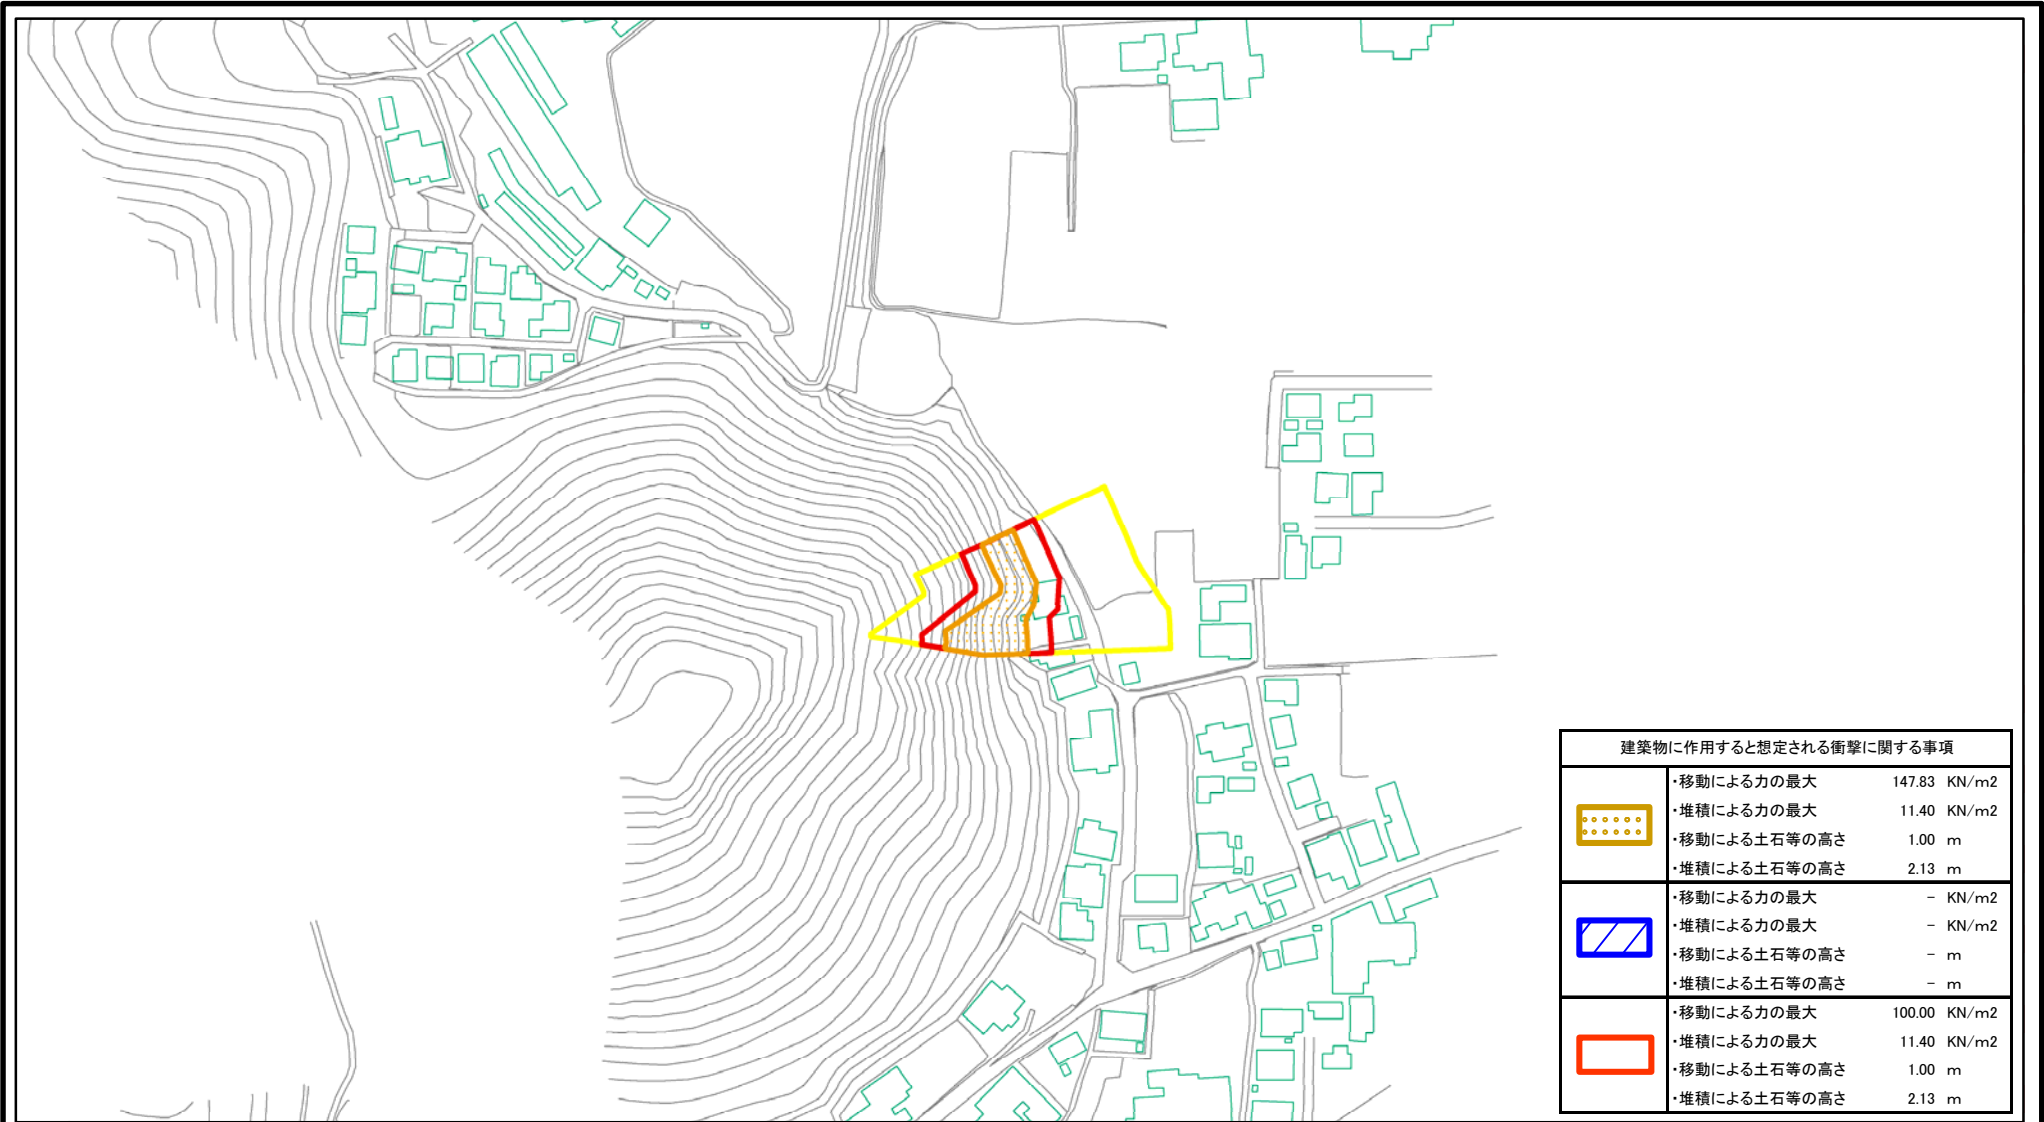 建築物に作用すると想定される衝撃に関する事項
・移動による力の最大 147.83 KN/m2
・堆積による力の最大 11.40 KN/m2
・移動による土石等の高さ 1.00 m
・堆積による土石等の高さ 2.13 m
・移動による力の最大 － KN/m2
・堆積による力の最大 － KN/m2
・移動による土石等の高さ － m
・堆積による土石等の高さ － m
・移動による力の最大 100.00 KN/m2
・堆積による力の最大 11.40 KN/m2
・移動による土石等の高さ 1.00 m
・堆積による土石等の高さ 2.13 m